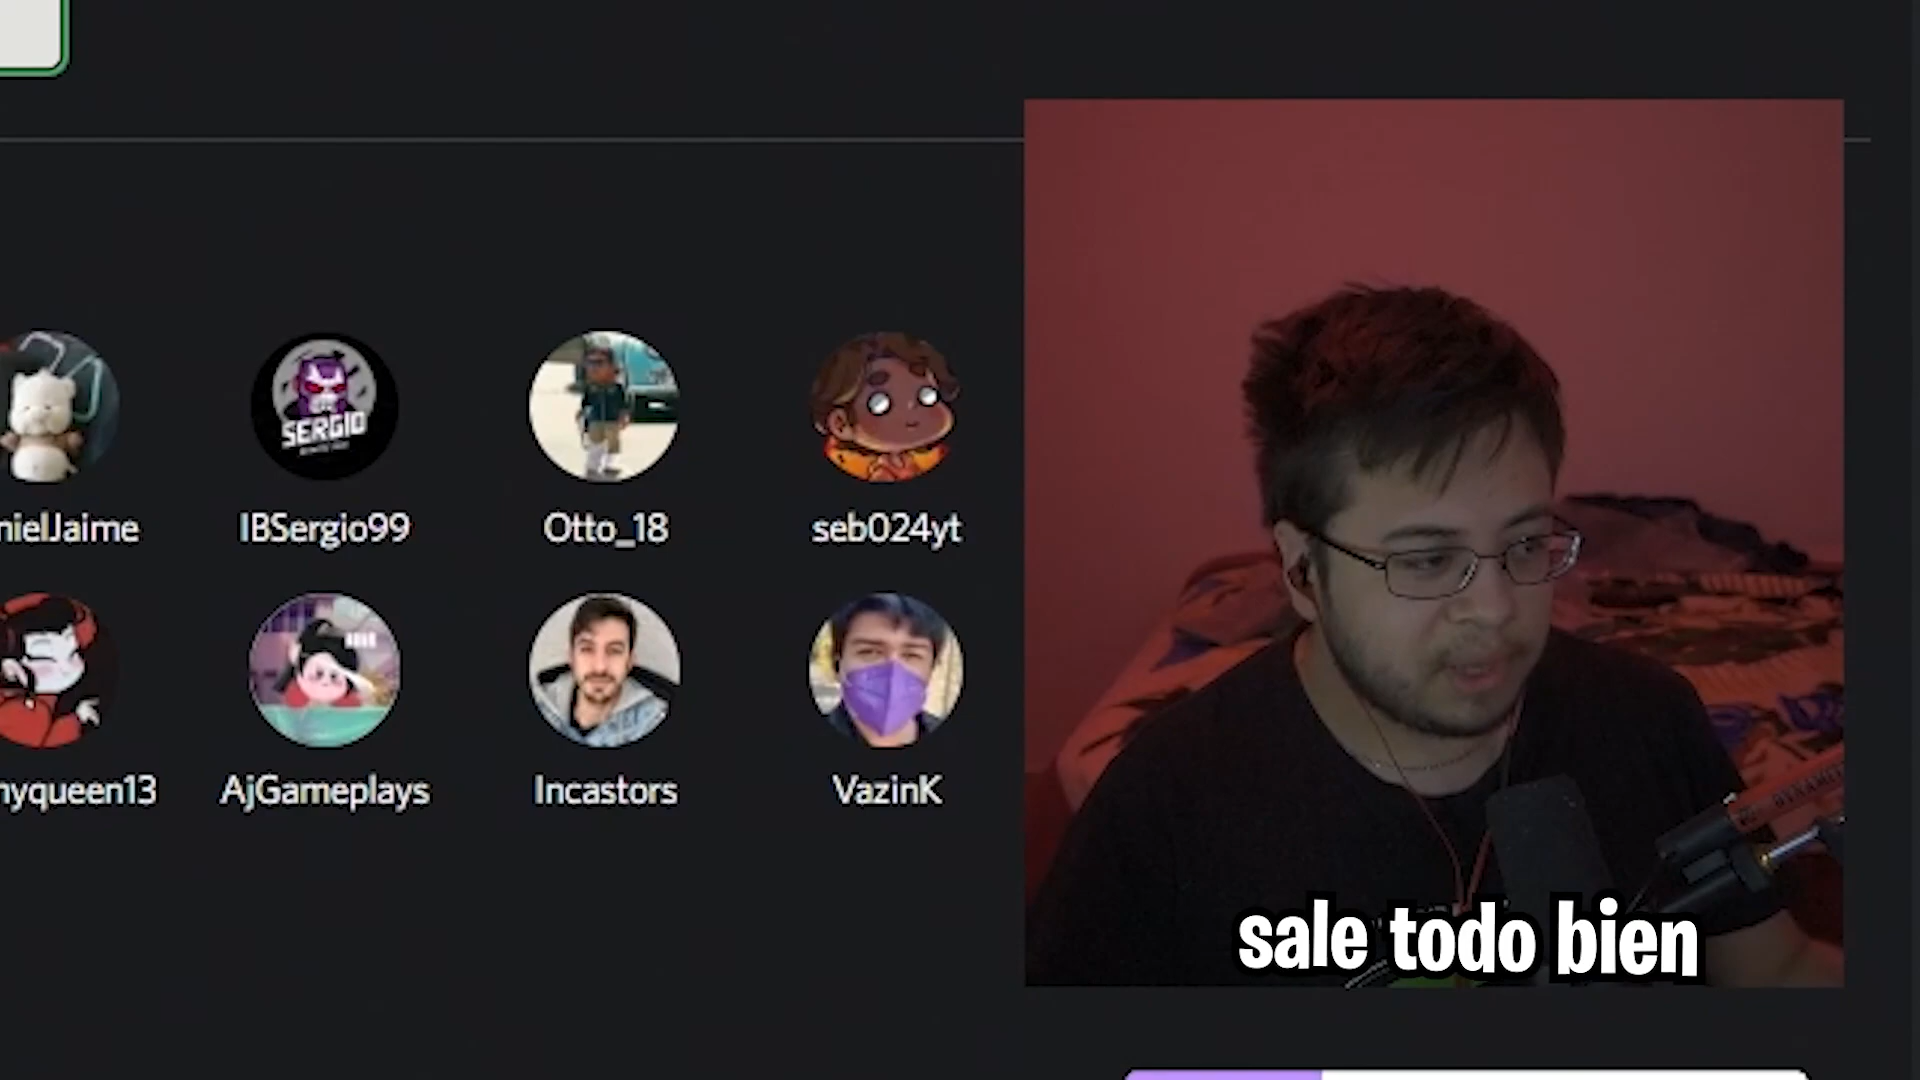 SERGIO
nielJaime
IBSergio99
Otto_18
seb024yt
nyqueen13
AjGameplays
Incastors
VazinK
sale todo bien